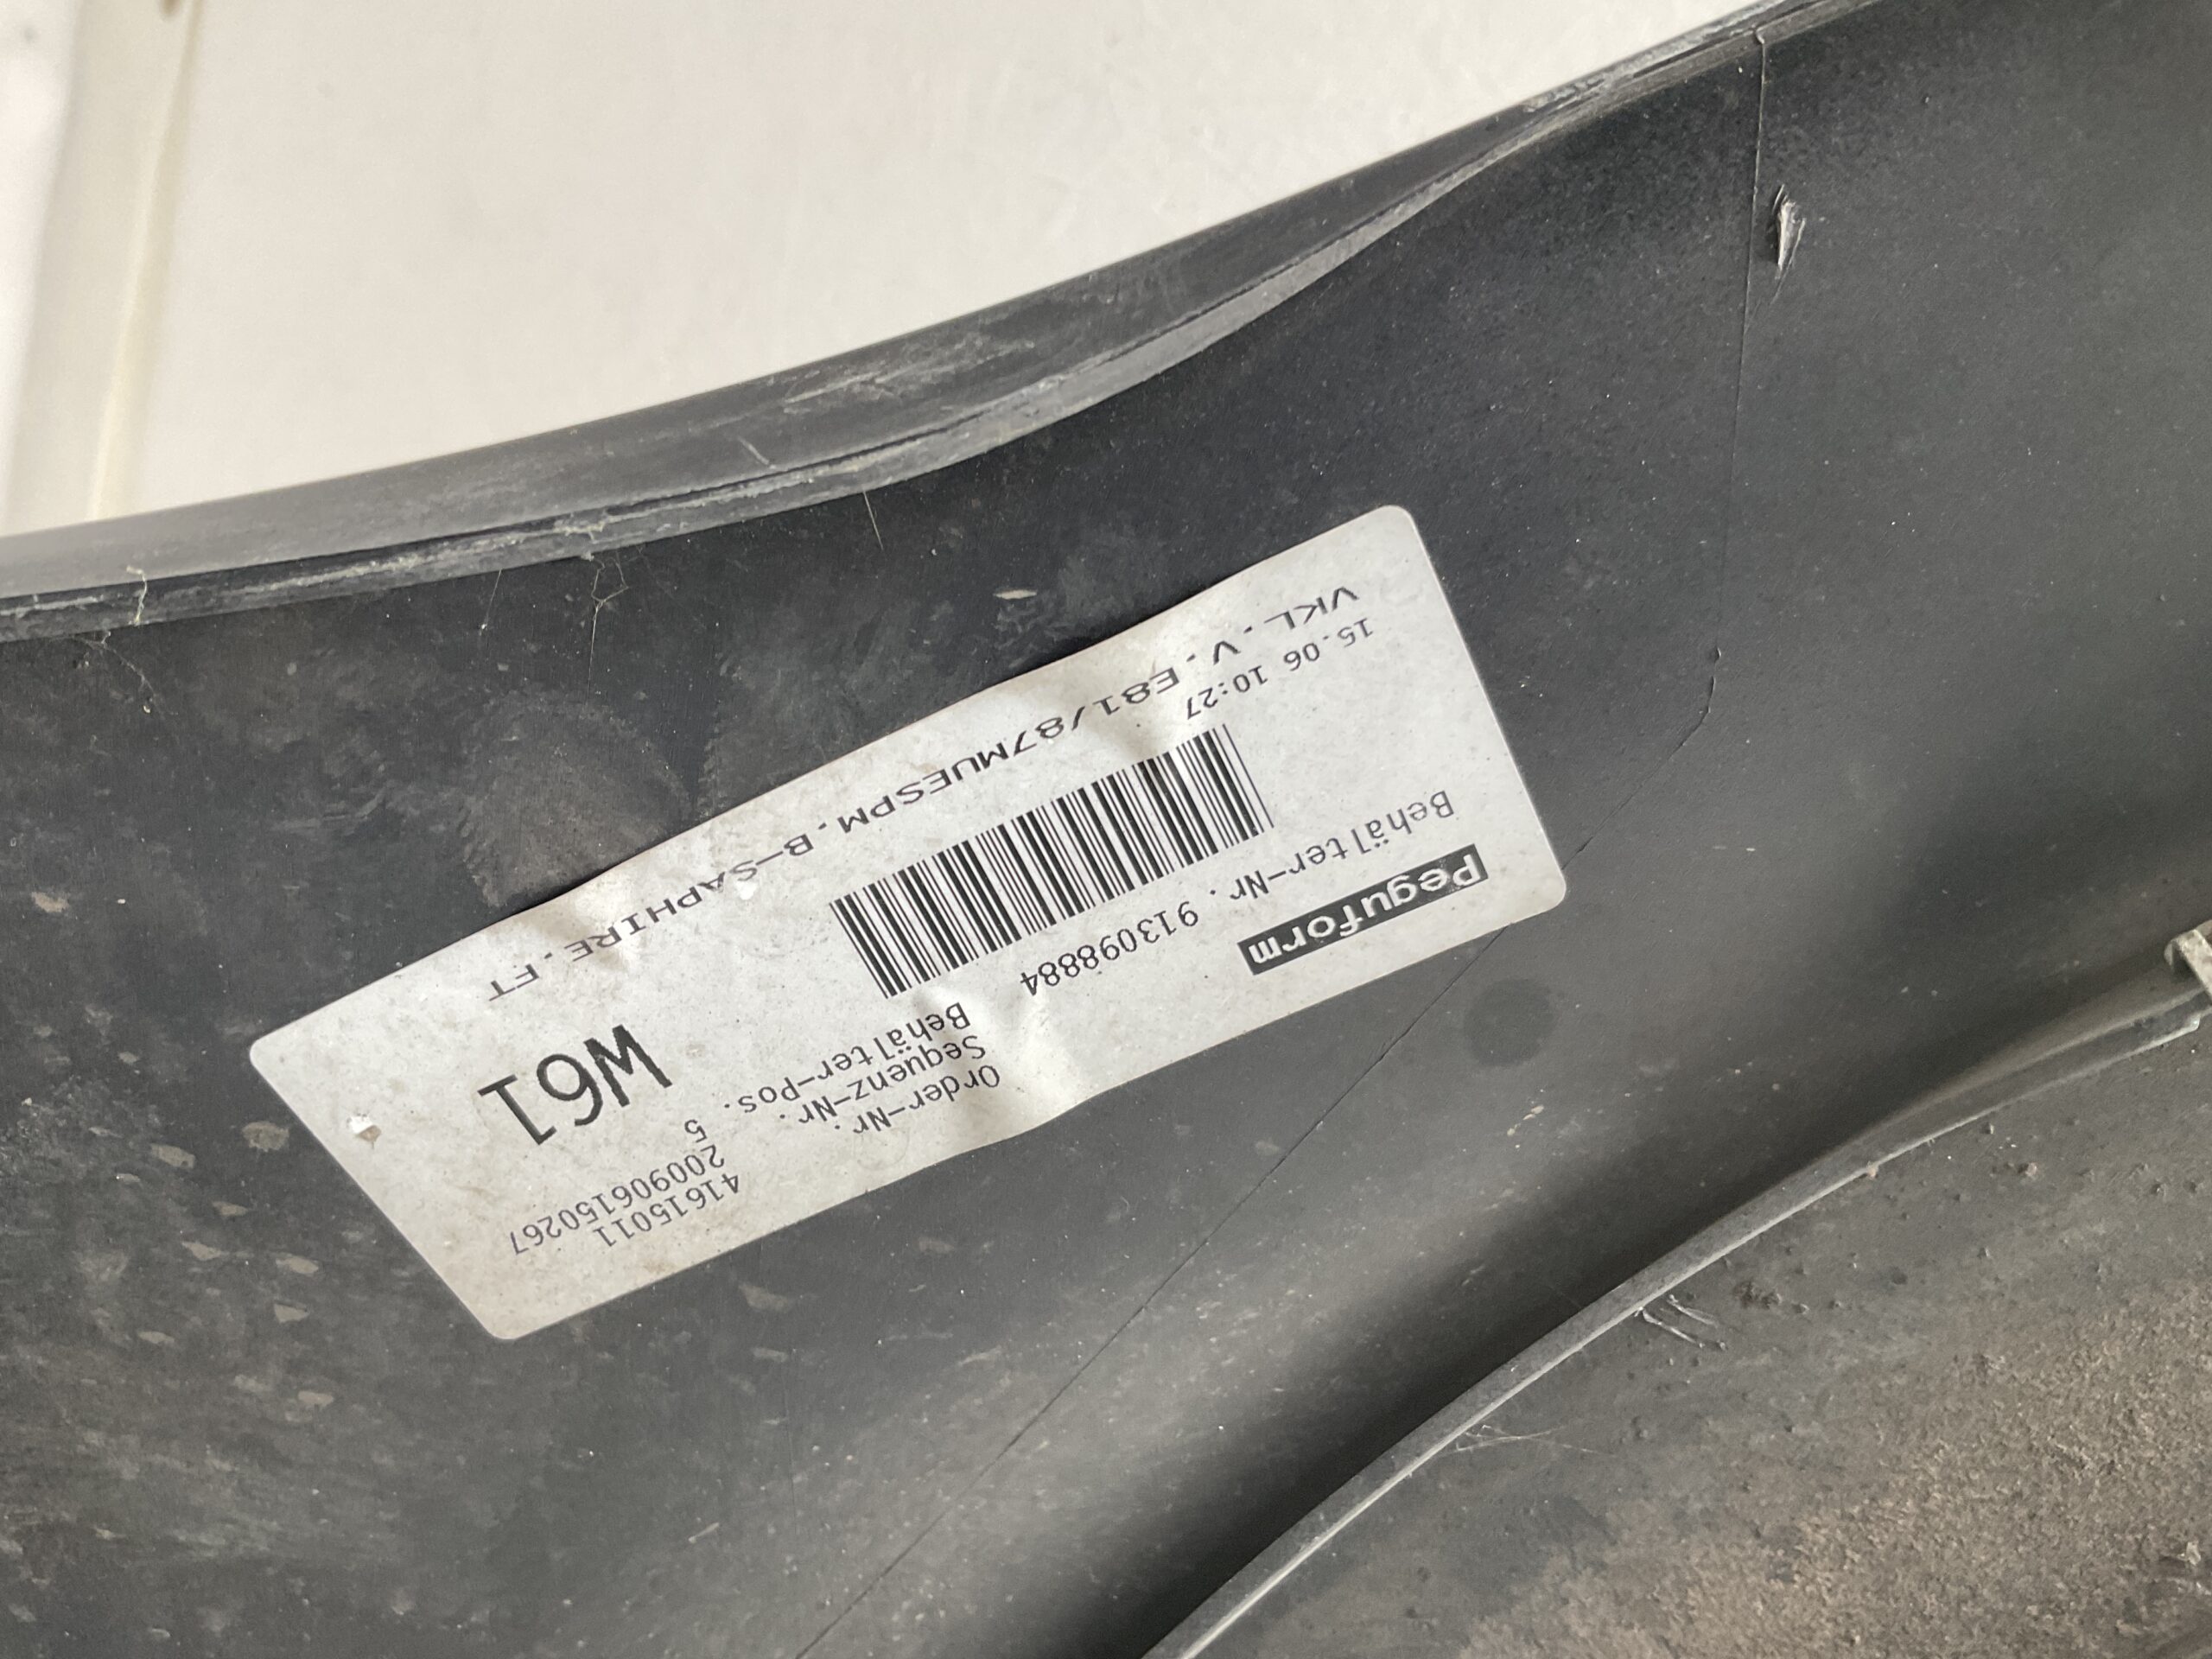 Peguform
Behälter-Nr. 913098884
Order-Nr. 41615011
Sequenz-Nr. 200906150267
Behälter-Pos. 5
15.06 10:27
W61
VKL.V.E81/87MUESPM.B-SAPHIRE.FT